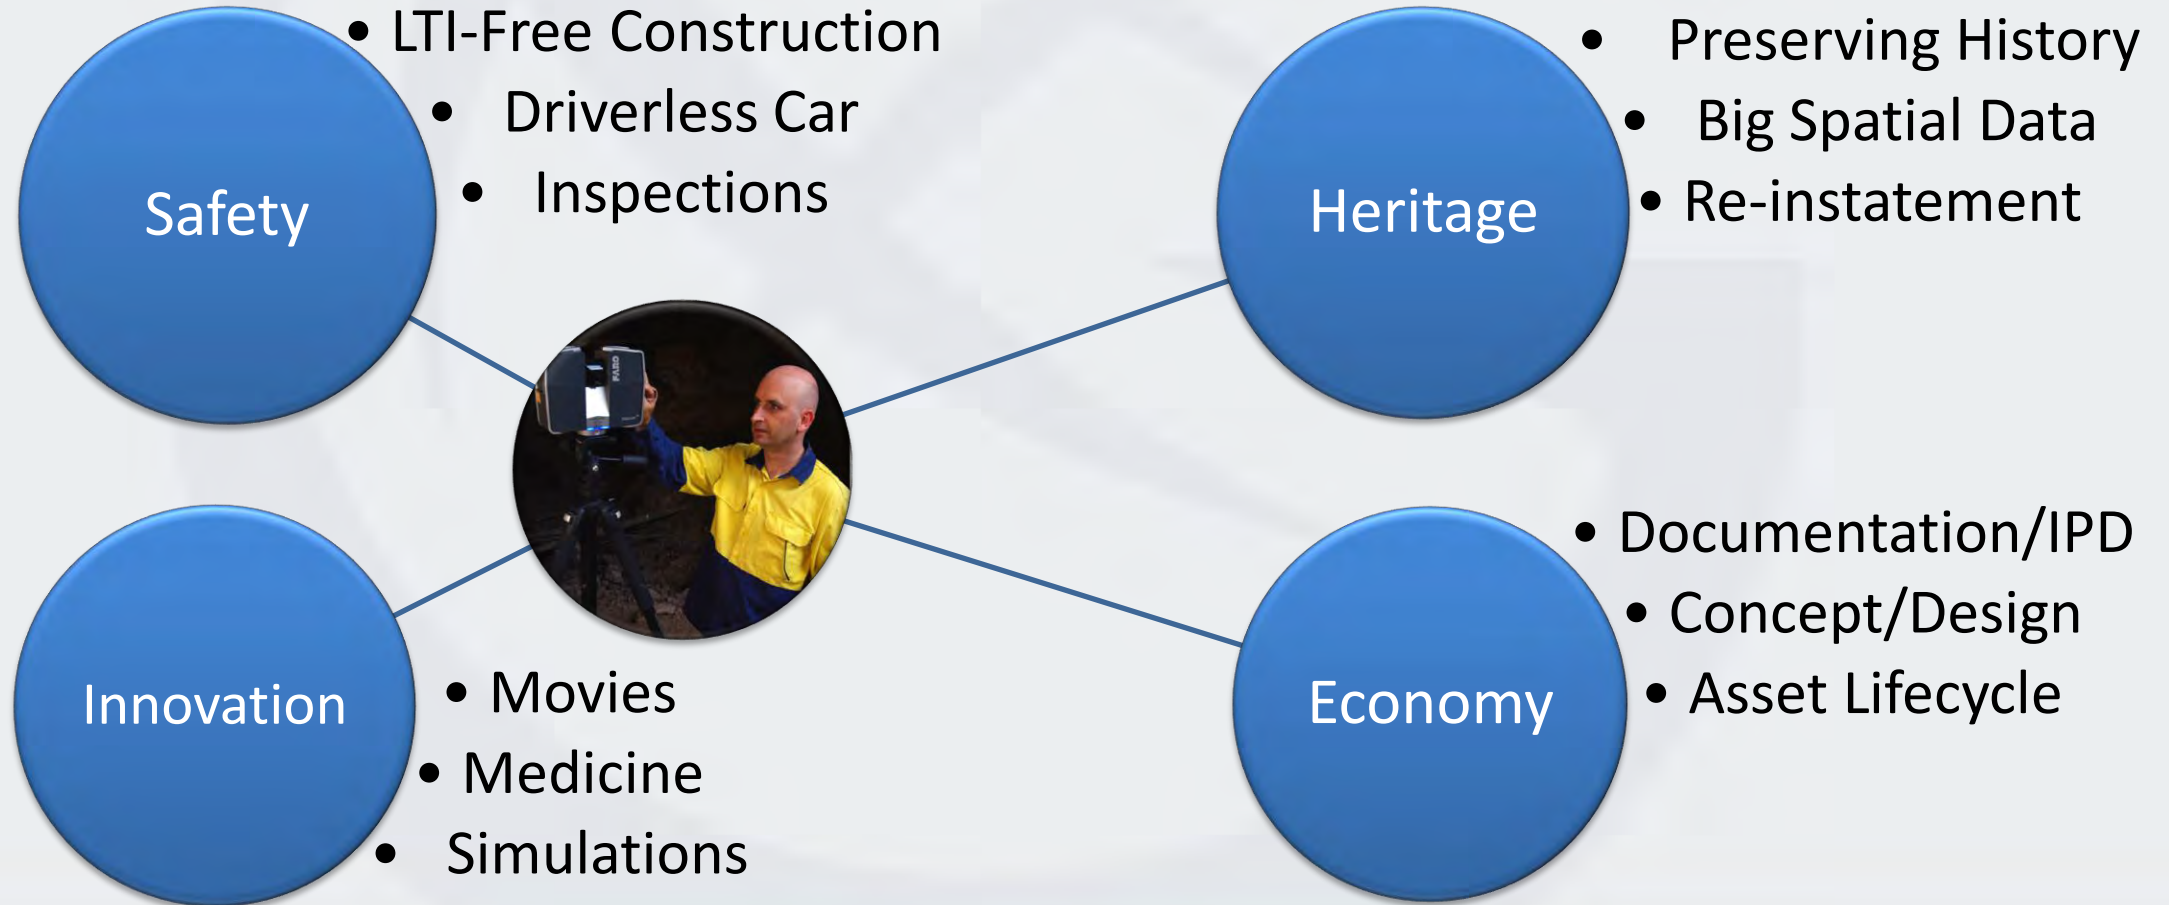 Safety
• LTI-Free Construction
• Driverless Car
• Inspections
Heritage
• Preserving History
• Big Spatial Data
• Re-instatement
FARO
Innovation
• Movies
• Medicine
• Simulations
Economy
• Documentation/IPD
• Concept/Design
• Asset Lifecycle